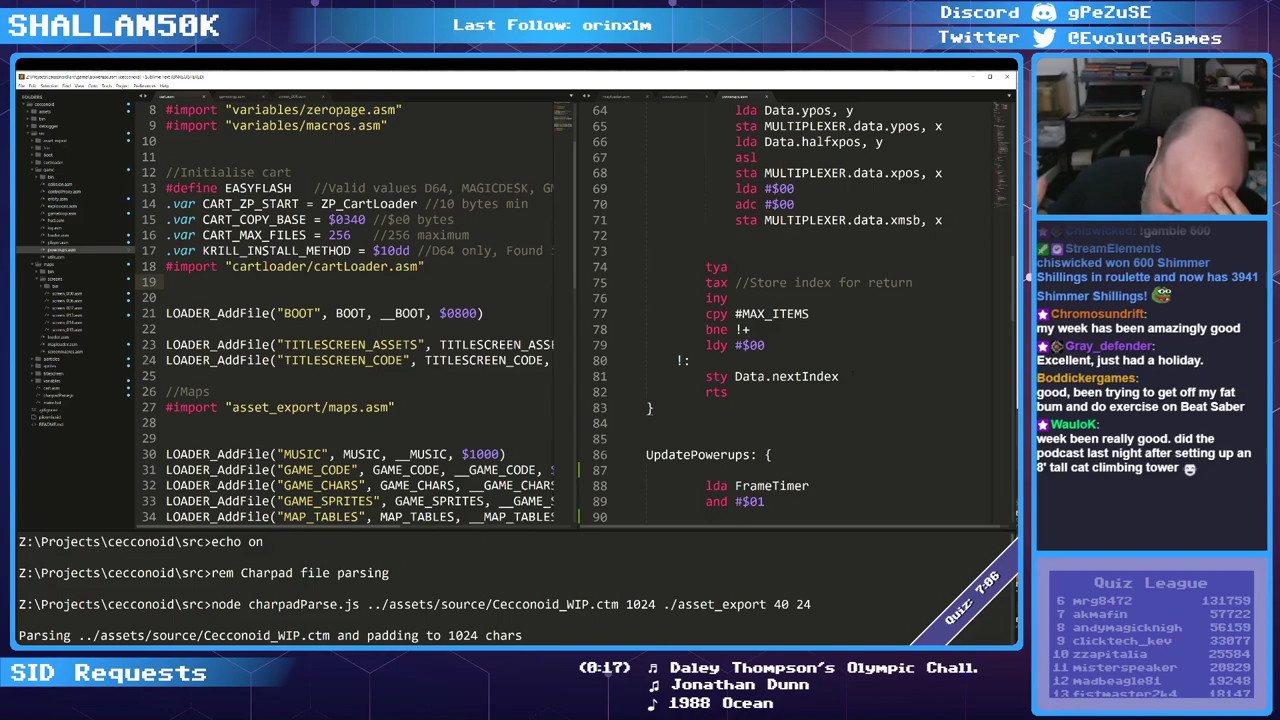 SHALLAN50K
Last Follow: orinxlm
Discord gPeZuSE
Twitter @EvoluteGames
8 #import "variables/zeropage.asm"
9 #import "variables/macros.asm"
10
11
12 //Initialise cart
13 #define EASYFLASH //Valid values D64, MAGICDESK, GM
14 .var CART_ZP_START = ZP_CartLoader //10 bytes min
15 .var CART_COPY_BASE = $0340 //$e0 bytes
16 .var CART_MAX_FILES = 256 //256 maximum
17 .var KRILL_INSTALL_METHOD = $10dd //D64 only, Found i
18 #import "cartloader/cartLoader.asm"
19
20
21 LOADER_AddFile("BOOT", BOOT, __BOOT, $0800)
22
23 LOADER_AddFile("TITLESCREEN_ASSETS", TITLESCREEN_ASSE
24 LOADER_AddFile("TITLESCREEN_CODE", TITLESCREEN_CODE,
25
26 //Maps
27 #import "asset_export/maps.asm"
28
29
30 LOADER_AddFile("MUSIC", MUSIC, __MUSIC, $1000)
31 LOADER_AddFile("GAME_CODE", GAME_CODE, __GAME_CODE,
32 LOADER_AddFile("GAME_CHARS", GAME_CHARS, __GAME_CHARS
33 LOADER_AddFile("GAME_SPRITES", GAME_SPRITES, __GAME_S
34 LOADER_AddFile("MAP_TABLES", MAP_TABLES, __MAP_TABLES
64 lda Data.ypos, y
65 sta MULTIPLEXER.data.ypos, x
66 lda Data.halfxpos, y
67 asl
68 sta MULTIPLEXER.data.xpos, x
69 lda #$00
70 adc #$00
71 sta MULTIPLEXER.data.xmsb, x
72
73
74 tya
75 tax //Store index for return
76 iny
77 cpy #MAX_ITEMS
78 bne !+
79 ldy #$00
80 !:
81 sty Data.nextIndex
82 rts
83 }
84
85
86 UpdatePowerups: {
87
88 lda FrameTimer
89 and #$01
90
Z:\Projects\cecconoid\src>echo on
Z:\Projects\cecconoid\src>rem Charpad file parsing
Z:\Projects\cecconoid\src>node charpadParse.js ../assets/source/Cecconoid_WIP.ctm 1024 ./asset_export 40 24
Parsing ../assets/source/Cecconoid_WIP.ctm and padding to 1024 chars
Quiz: 7:06
Chiswicked: !gamble 600
StreamElements
chiswicked won 600 Shimmer
Shillings in roulette and now has 3941
Shimmer Shillings!
Chromosundrift:
my week has been amazingly good
Gray_defender:
Excellent, just had a holiday.
Boddickergames:
good, been trying to get off my fat
bum and do exercise on Beat Saber
WauloK:
week been really good. did the
podcast last night after setting up an
8' tall cat climbing tower
Quiz League
6 mrg8472 131759
7 akmafin 57722
8 andymagicknigh 56159
9 clicktech_kev 33077
10 zzapitalia 25584
11 misterspeaker 20829
12 madbeagle81 19248
13 fistmaster2k4 18147
SID Requests
(0:17) Daley Thompson's Olympic Chall.
Jonathan Dunn
1988 Ocean